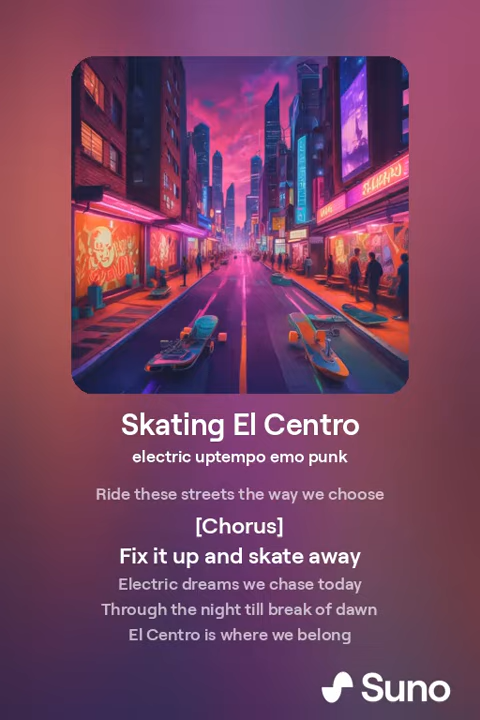 Skating El Centro
electric uptempo emo punk
Ride these streets the way we choose
[Chorus]
Fix it up and skate away
Electric dreams we chase today
Through the night till break of dawn
El Centro is where we belong
Suno